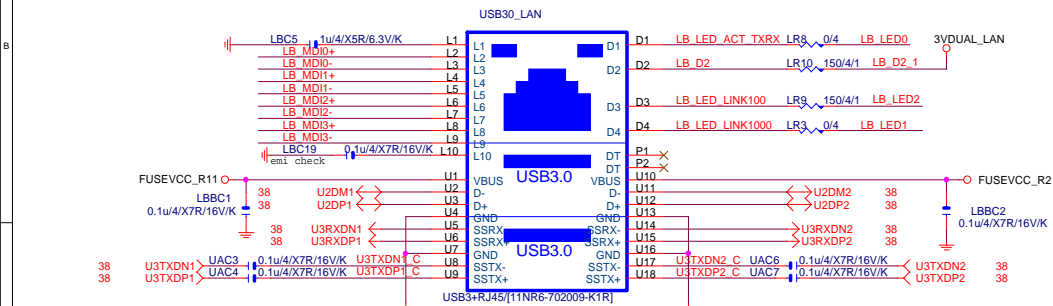 USB30_LAN
B
LBC5 1u/4/X5R/6.3V/K L1 L1 D1 D1 LB_LED_ACT_TXRX LR8 0/4 LB_LED0 3VDUAL_LAN
LB_MDI0+ L2 L2
LB_MDI0- L3 L3 D2 D2 LB_D2 LR10 150/4/1 LB_D2_1
LB_MDI1+ L4 L4
LB_MDI1- L5 L5
LB_MDI2+ L6 L6 D3 D3 LB_LED_LINK100 LR9 150/4/1 LB_LED2
LB_MDI2- L7 L7
LB_MDI3+ L8 L8 D4 D4 LB_LED_LINK1000 LR3 0/4 LB_LED1
LB_MDI3- L9 L9
LBC19 0.1u/4/X7R/16V/K L10 L10 DT P1
emi check DT P2
FUSEVCC_R11 U1 VBUS USB3.0 VBUS U10 FUSEVCC_R2
38 U2DM1 U2 D- D- U11 U2DM2 38
LBBC1 38 U2DP1 U3 D+ D+ U12 U2DP2 38 LBBC2
0.1u/4/X7R/16V/K U4 GND GND U13 0.1u/4/X7R/16V/K
38 U3RXDN1 U5 SSRX- SSRX- U14 U3RXDN2 38
38 U3RXDP1 U6 SSRX+ SSRX+ U15 U3RXDP2 38
U7 GND USB3.0 GND U16
38 U3TXDN1 UAC3 0.1u/4/X7R/16V/K U3TXDN1_C U8 SSTX- SSTX- U17 U3TXDN2_C UAC6 0.1u/4/X7R/16V/K U3TXDN2 38
38 U3TXDP1 UAC4 0.1u/4/X7R/16V/K U3TXDP1_C U9 SSTX+ SSTX+ U18 U3TXDP2_C UAC7 0.1u/4/X7R/16V/K U3TXDP2 38
USB3+RJ45/[11NR6-702009-K1R]